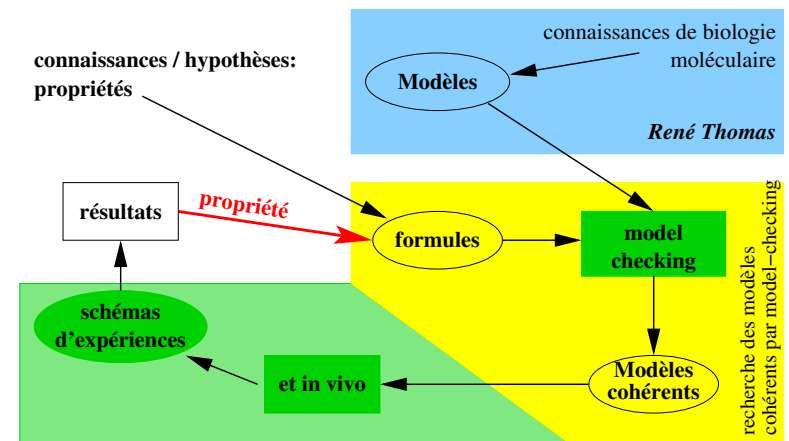 connaissances de biologie
moléculaire
connaissances / hypothèses:
propriétés
Modèles
René Thomas
résultats
propriété
formules
model
checking
recherche des modèles
cohérents par model-checking
schémas
d'expériences
et in vivo
Modèles
cohérents